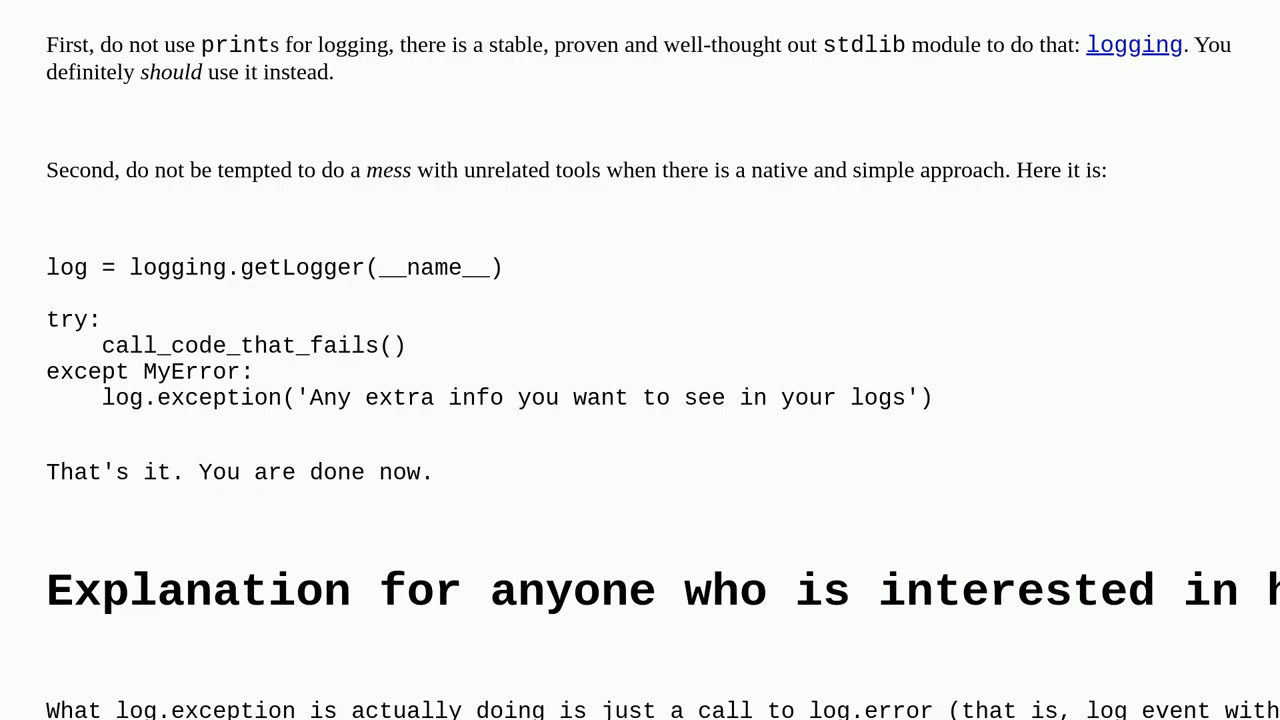 First, do not use prints for logging, there is a stable, proven and well-thought out stdlib module to do that: logging. You
definitely should use it instead.
Second, do not be tempted to do a mess with unrelated tools when there is a native and simple approach. Here it is:
log = logging.getLogger(__name__)
try:
    call_code_that_fails()
except MyError:
    log.exception('Any extra info you want to see in your logs')
That's it. You are done now.
Explanation for anyone who is interested in h
What log.exception is actually doing is just a call to log.error (that is, log event with